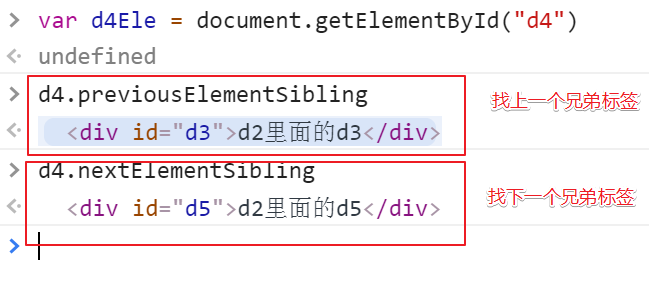 var d4Ele = document.getElementById("d4")
undefined
d4.previousElementSibling
找上一个兄弟标签
<div id="d3">d2里面的d3</div>
d4.nextElementSibling
找下一个兄弟标签
<div id="d5">d2里面的d5</div>